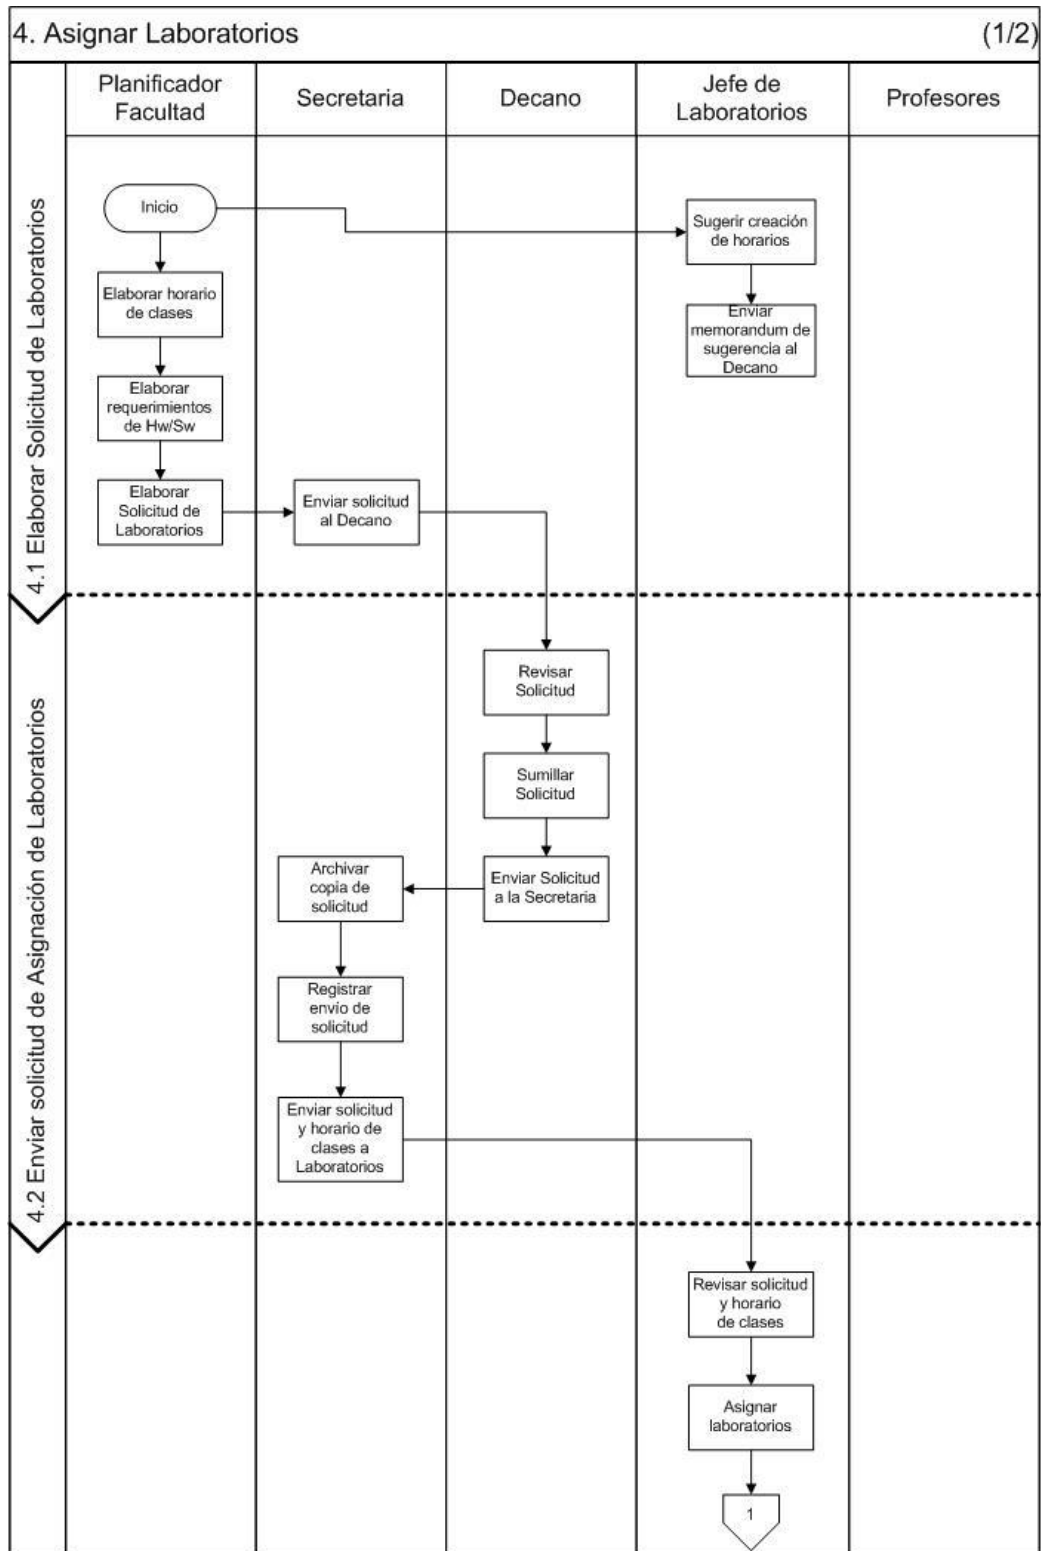 4. Asignar Laboratorios (1/2)
Planificador
Facultad
Secretaria
Decano
Jefe de
Laboratorios
Profesores
4.1 Elaborar Solicitud de Laboratorios
Inicio
Sugerir creación
de horarios
Elaborar horario
de clases
Enviar
memorandum de
sugerencia al
Decano
Elaborar
requerimientos
de Hw/Sw
Elaborar
Solicitud de
Laboratorios
Enviar solicitud
al Decano
4.2 Enviar solicitud de Asignación de Laboratorios
Revisar
Solicitud
Sumillar
Solicitud
Enviar Solicitud
a la Secretaria
Archivar
copia de
solicitud
Registrar
envío de
solicitud
Enviar solicitud
y horario de
clases a
Laboratorios
Revisar solicitud
y horario
de clases
Asignar
laboratorios
1